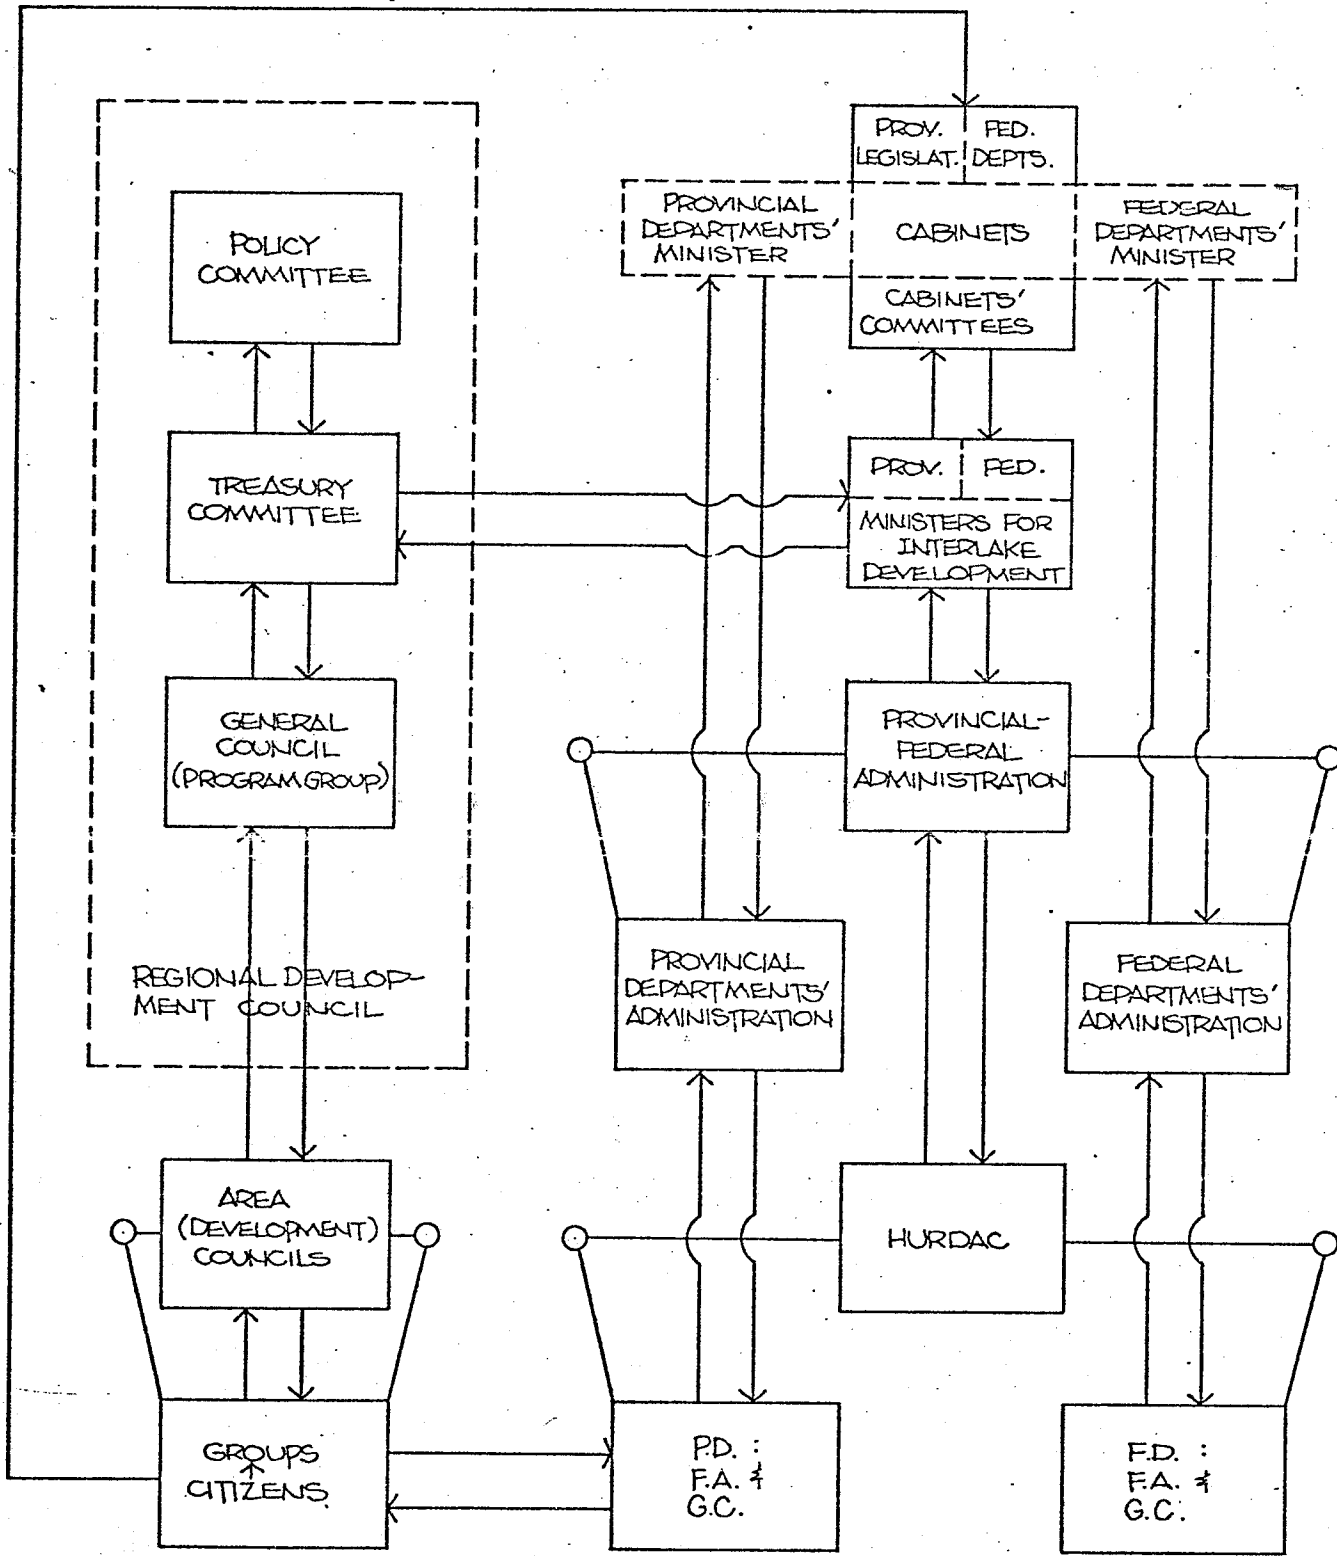 PROV. FED.
LEGISLAT. DEPTS.
PROVINCIAL
DEPARTMENTS'
MINISTER
CABINETS
FEDERAL
DEPARTMENTS'
MINISTER
CABINETS'
COMMITTEES
POLICY
COMMITTEE
TREASURY
COMMITTEE
PROV. FED.
MINISTERS FOR
INTERLAKE
DEVELOPMENT
GENERAL
COUNCIL
(PROGRAM GROUP)
PROVINCIAL-
FEDERAL
ADMINISTRATION
REGIONAL DEVELOP-
MENT COUNCIL
PROVINCIAL
DEPARTMENTS'
ADMINISTRATION
FEDERAL
DEPARTMENTS'
ADMINISTRATION
AREA
(DEVELOPMENT)
COUNCILS
HURDAC
GROUPS
CITIZENS
P.D. :
F.A. &
G.C.
F.D. :
F.A. &
G.C.